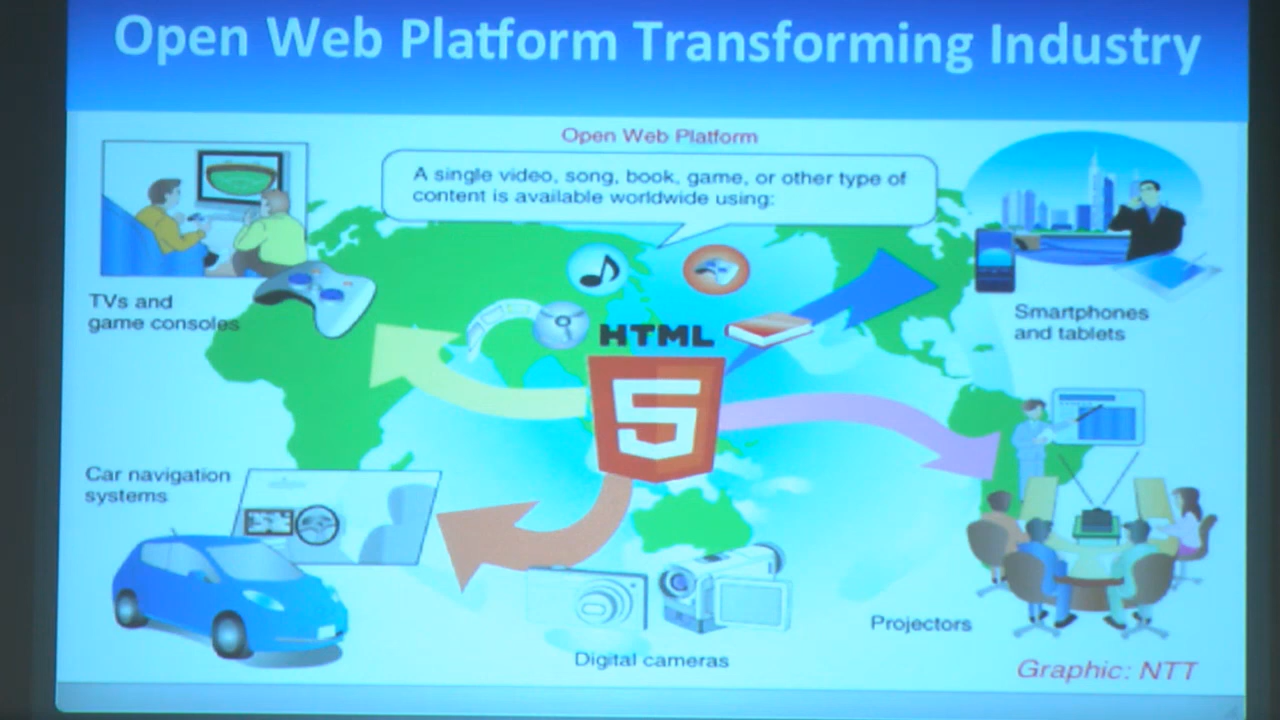 Open Web Platform Transforming Industry
Open Web Platform
A single video, song, book, game, or other type of
content is available worldwide using:
TVs and
game consoles
HTML
5
Smartphones
and tablets
Car navigation
systems
Projectors
Digital cameras
Graphic: NTT